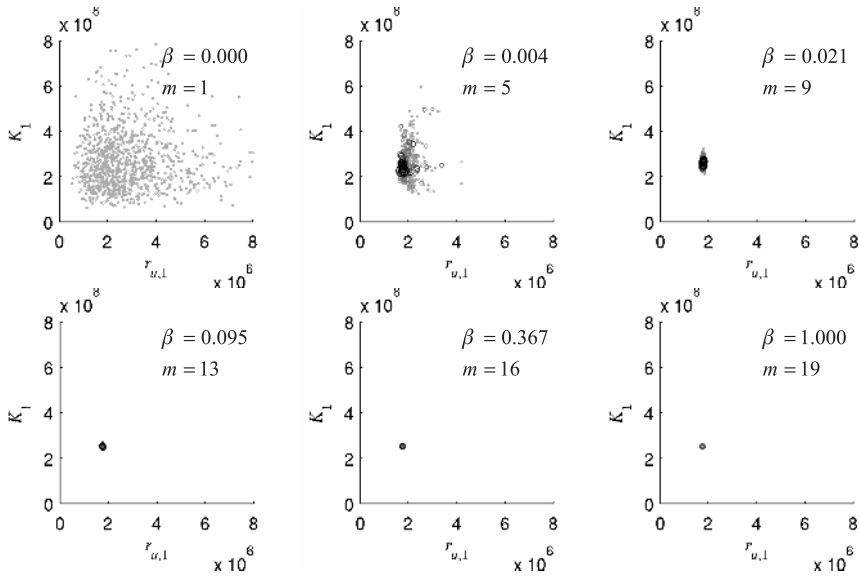 x 10^8
8
6
4
2
0
K_1
β = 0.000
m = 1
0 2 4 6 8
r_{u,1}
x 10^6
x 10^8
8
6
4
2
0
K_1
β = 0.004
m = 5
0 2 4 6 8
r_{u,1}
x 10^6
x 10^8
8
6
4
2
0
K_1
β = 0.021
m = 9
0 2 4 6 8
r_{u,1}
x 10^6
x 10^8
8
6
4
2
0
K_1
β = 0.095
m = 13
0 2 4 6 8
r_{u,1}
x 10^6
x 10^8
8
6
4
2
0
K_1
β = 0.367
m = 16
0 2 4 6 8
r_{u,1}
x 10^6
x 10^8
8
6
4
2
0
K_1
β = 1.000
m = 19
0 2 4 6 8
r_{u,1}
x 10^6